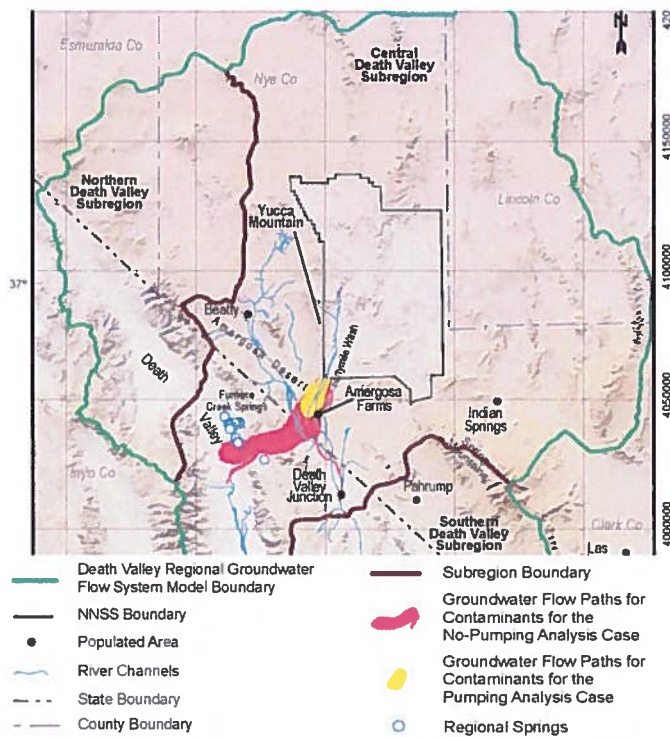 N
Esmeralda Co
Nye Co
Central
Death Valley
Subregion
4150000
Northern
Death Valley
Subregion
Yucca
Mountain
Lincoln Co
37°
4100000
Beatty
Amargosa Desert
Death
Valley
Furnace
Creek Springs
Amargosa
Farms
4050000
Indian
Springs
Inyo Co
Death
Valley
Junction
Pahrump
Southern
Death Valley
Subregion
Clark Co
4000000
Las
Death Valley Regional Groundwater
Flow System Model Boundary
NNSS Boundary
Populated Area
River Channels
State Boundary
County Boundary
Subregion Boundary
Groundwater Flow Paths for
Contaminants for the
No-Pumping Analysis Case
Groundwater Flow Paths for
Contaminants for the
Pumping Analysis Case
Regional Springs